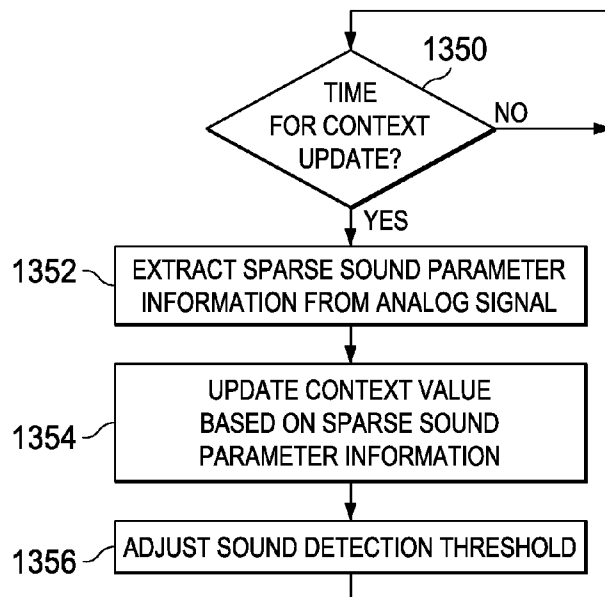 1350
TIME
FOR CONTEXT
UPDATE?
NO
YES
1352
EXTRACT SPARSE SOUND PARAMETER
INFORMATION FROM ANALOG SIGNAL
1354
UPDATE CONTEXT VALUE
BASED ON SPARSE SOUND
PARAMETER INFORMATION
1356
ADJUST SOUND DETECTION THRESHOLD